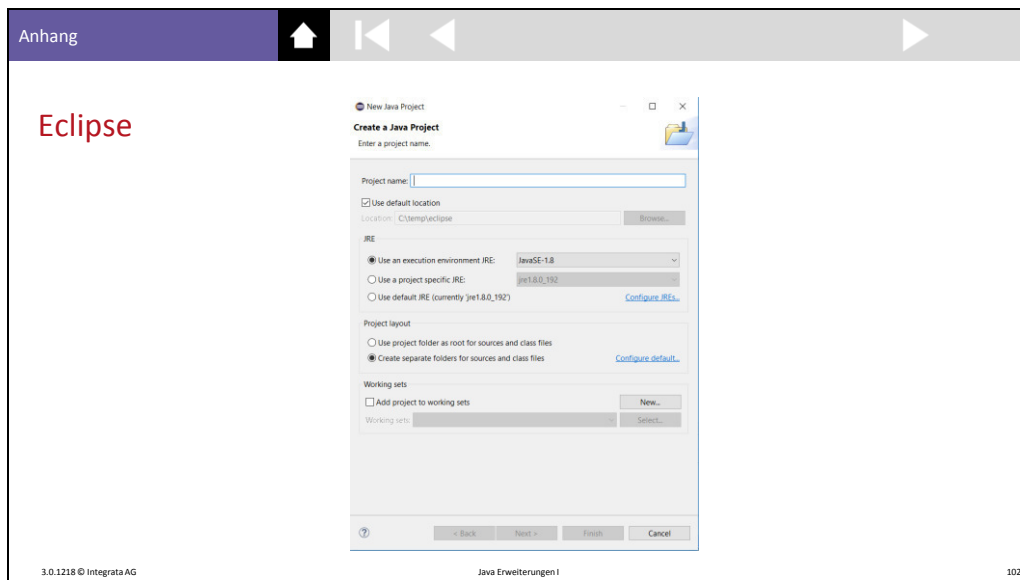 Anhang
Eclipse
New Java Project
Create a Java Project
Enter a project name.
Project name:
Use default location
Location: C:\temp\eclipse Browse...
JRE
Use an execution environment JRE: JavaSE-1.8
Use a project specific JRE: jre1.8.0_192
Use default JRE (currently 'jre1.8.0_192') Configure JREs...
Project layout
Use project folder as root for sources and class files
Create separate folders for sources and class files Configure default...
Working sets
Add project to working sets New...
Working sets: Select...
? < Back Next > Finish Cancel
3.0.1218 © Integrata AG Java Erweiterungen I 102